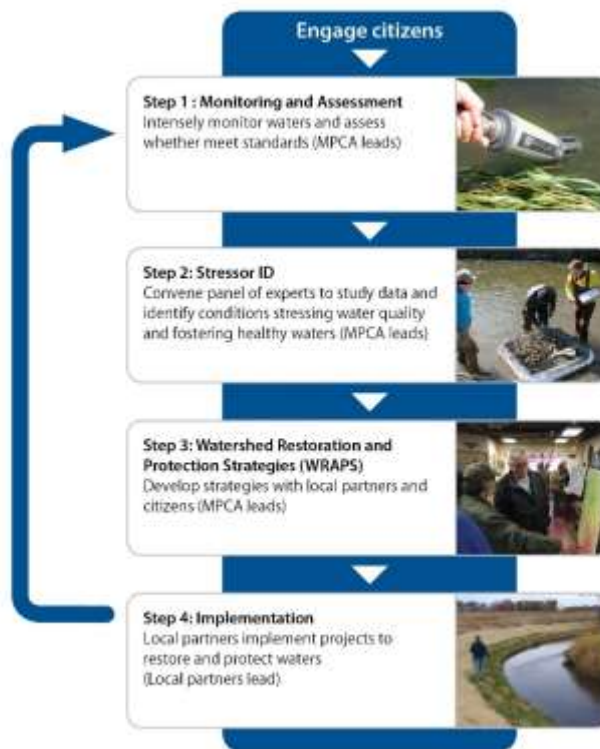 Engage citizens
Step 1 : Monitoring and Assessment
Intensely monitor waters and assess
whether meet standards (MPCA leads)
Step 2: Stressor ID
Convene panel of experts to study data and
identify conditions stressing water quality
and fostering healthy waters (MPCA leads)
Step 3: Watershed Restoration and
Protection Strategies (WRAPS)
Develop strategies with local partners and
citizens (MPCA leads)
Step 4: Implementation
Local partners implement projects to
restore and protect waters
(Local partners lead)